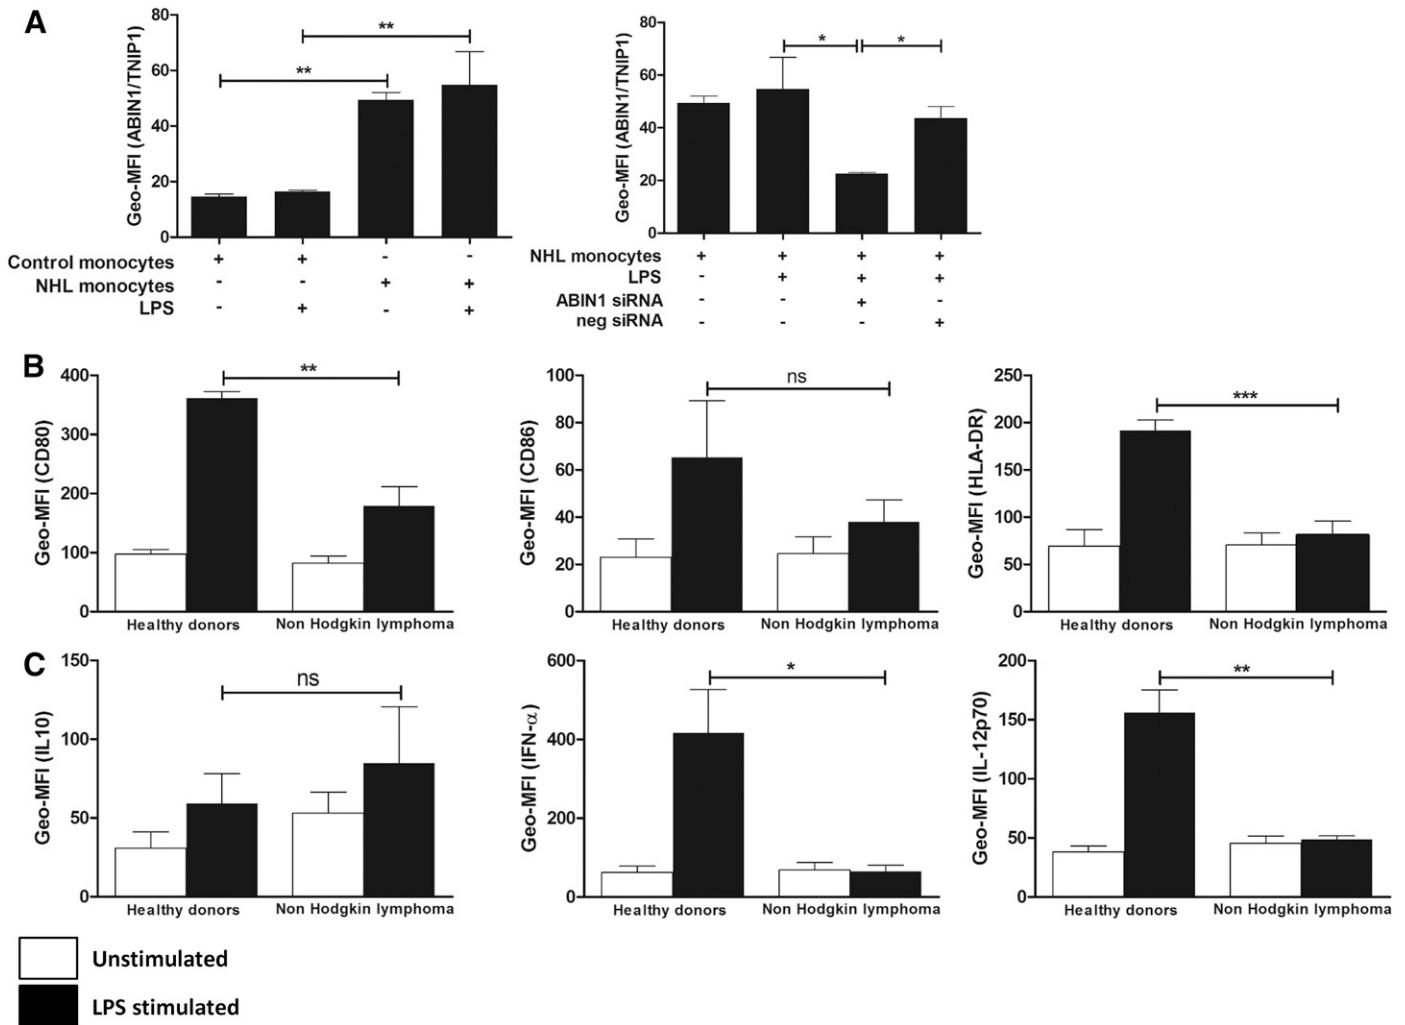 A
Geo-MFI (ABIN1/TNIP1)
80
60
40
20
0
**
**
Control monocytes + + - -
NHL monocytes - - + +
LPS - + - +
Geo-MFI (ABIN1/TNIP1)
80
60
40
20
0
* *
NHL monocytes + + + +
LPS - + + +
ABIN1 siRNA - - + -
neg siRNA - - - +
B
Geo-MFI (CD80)
400
300
200
100
0
**
Healthy donors Non Hodgkin lymphoma
Geo-MFI (CD86)
100
80
60
40
20
0
ns
Healthy donors Non Hodgkin lymphoma
Geo-MFI (HLA-DR)
250
200
150
100
50
0
***
Healthy donors Non Hodgkin lymphoma
C
Geo-MFI (IL10)
150
100
50
0
ns
Healthy donors Non Hodgkin lymphoma
Geo-MFI (IFN-α)
600
400
200
0
*
Healthy donors Non Hodgkin lymphoma
Geo-MFI (IL-12p70)
200
150
100
50
0
**
Healthy donors Non Hodgkin lymphoma
Unstimulated
LPS stimulated